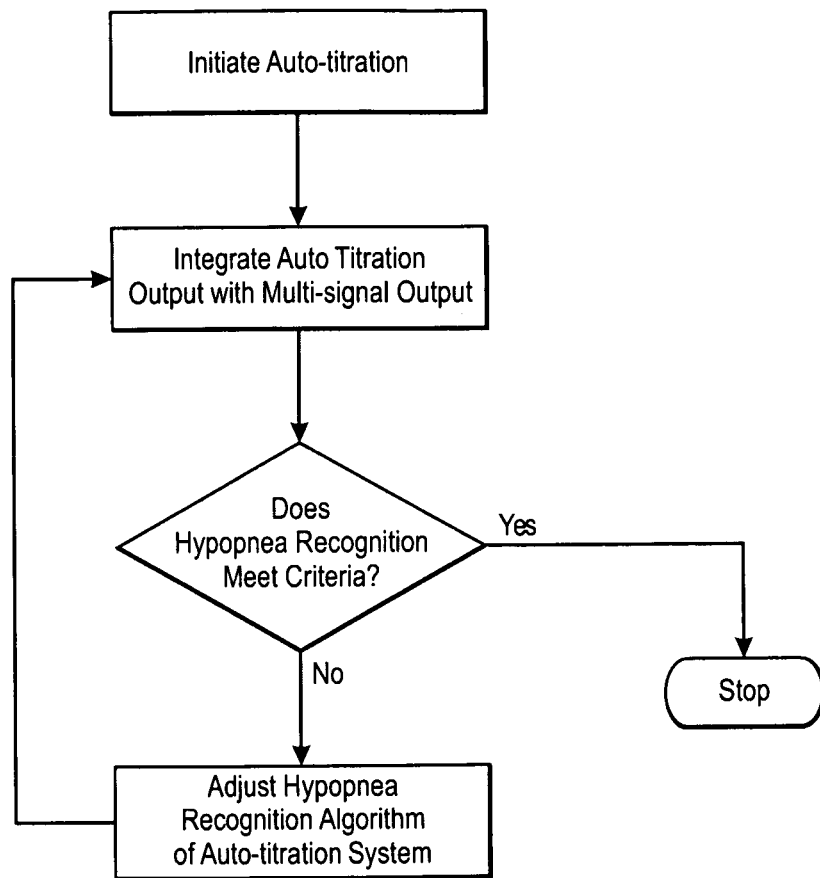 Initiate Auto-titration
Integrate Auto Titration
Output with Multi-signal Output
Does
Hypopnea Recognition
Meet Criteria?
Yes
No
Stop
Adjust Hypopnea
Recognition Algorithm
of Auto-titration System